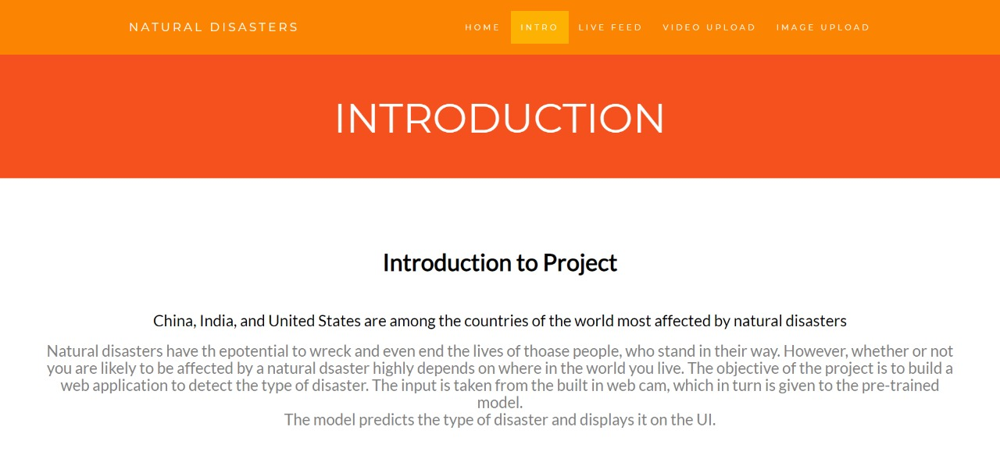 NATURAL DISASTERS
HOME INTRO LIVE FEED VIDEO UPLOAD IMAGE UPLOAD
INTRODUCTION
Introduction to Project
China, India, and United States are among the countries of the world most affected by natural disasters
Natural disasters have th epotential to wreck and even end the lives of thoase people, who stand in their way. However, whether or not
you are likely to be affected by a natural dsaster highly depends on where in the world you live. The objective of the project is to build a
web application to detect the type of disaster. The input is taken from the built in web cam, which in turn is given to the pre-trained
model.
The model predicts the type of disaster and displays it on the UI.